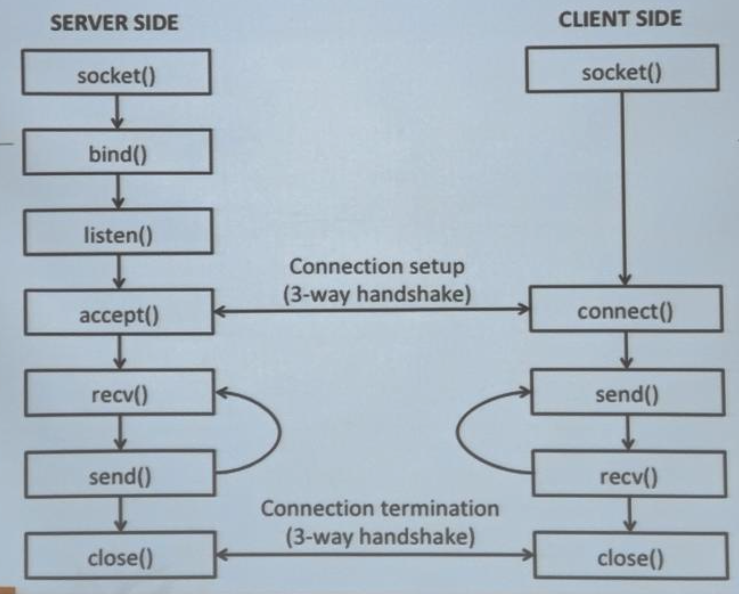 SERVER SIDE
socket()
bind()
listen()
accept()
recv()
send()
close()
Connection setup
(3-way handshake)
Connection termination
(3-way handshake)
CLIENT SIDE
socket()
connect()
send()
recv()
close()